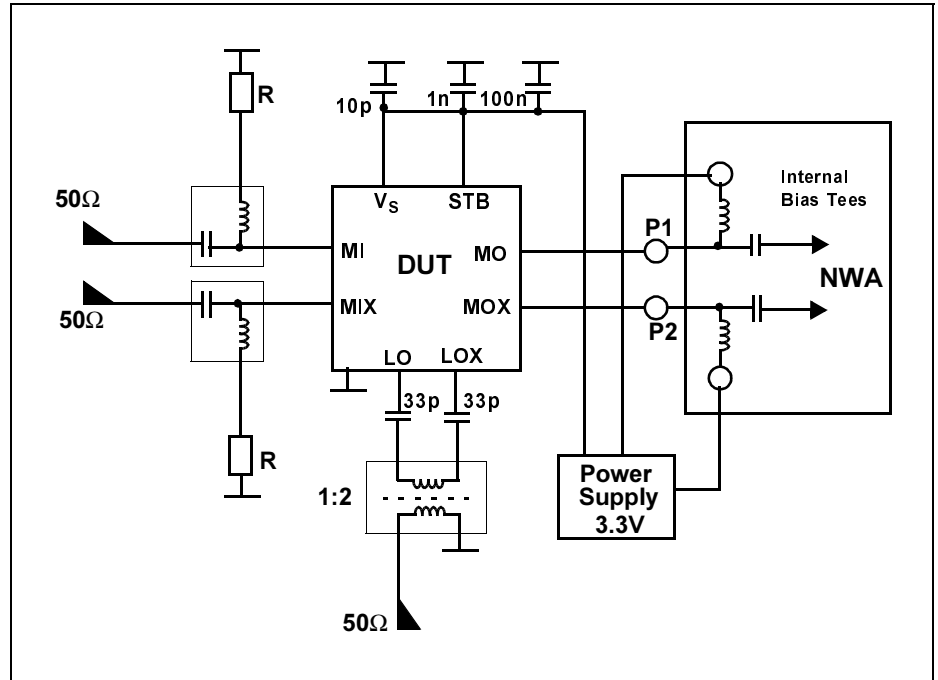 R
10p
1n
100n
50Ω
50Ω
V_S
STB
MI
MIX
DUT
MO
MOX
LO
LOX
P1
P2
Internal
Bias Tees
NWA
33p
33p
R
1:2
Power
Supply
3.3V
50Ω